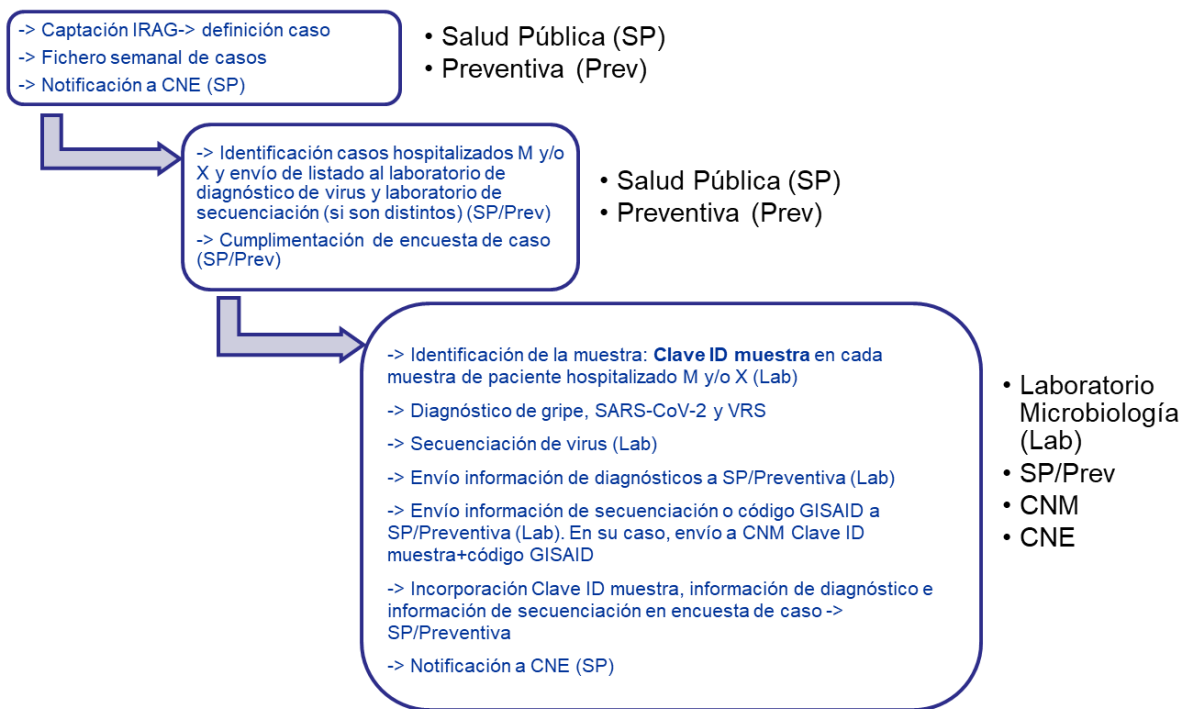 -> Captación IRAG-> definición caso
-> Fichero semanal de casos
-> Notificación a CNE (SP)
• Salud Pública (SP)
• Preventiva (Prev)
-> Identificación casos hospitalizados M y/o
X y envío de listado al laboratorio de
diagnóstico de virus y laboratorio de
secuenciación (si son distintos) (SP/Prev)
-> Cumplimentación de encuesta de caso
(SP/Prev)
• Salud Pública (SP)
• Preventiva (Prev)
-> Identificación de la muestra: Clave ID muestra en cada
muestra de paciente hospitalizado M y/o X (Lab)
-> Diagnóstico de gripe, SARS-CoV-2 y VRS
-> Secuenciación de virus (Lab)
-> Envío información de diagnósticos a SP/Preventiva (Lab)
-> Envío información de secuenciación o código GISAID a
SP/Preventiva (Lab). En su caso, envío a CNM Clave ID
muestra+código GISAID
-> Incorporación Clave ID muestra, información de diagnóstico e
información de secuenciación en encuesta de caso ->
SP/Preventiva
-> Notificación a CNE (SP)
• Laboratorio
Microbiología
(Lab)
• SP/Prev
• CNM
• CNE